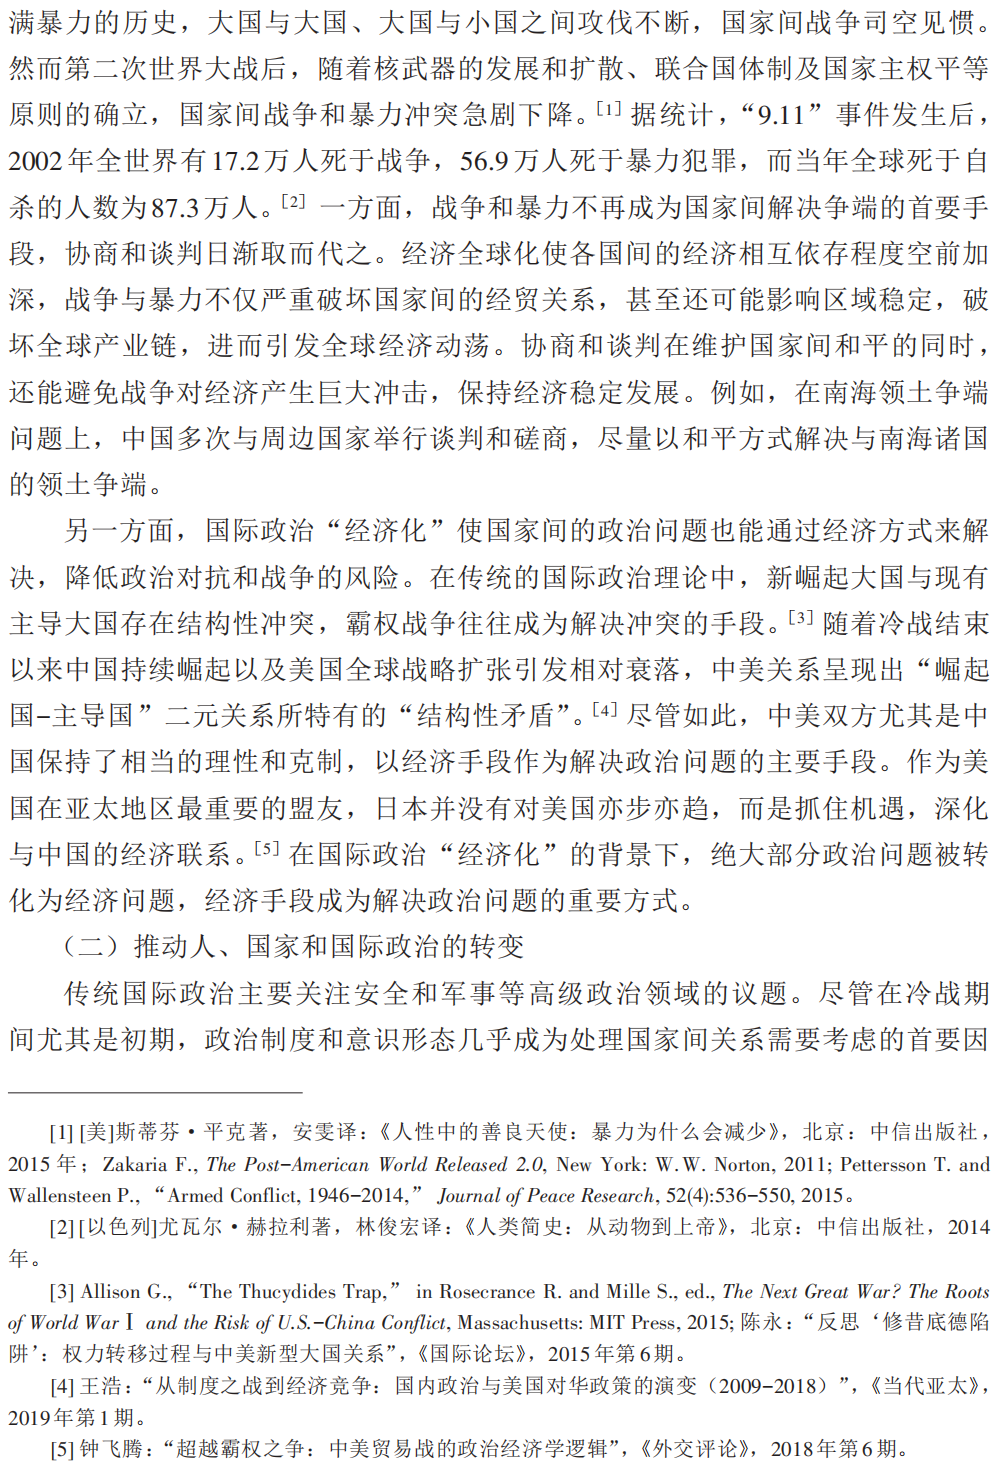 满暴力的历史，大国与大国、大国与小国之间攻伐不断，国家间战争司空见惯。
然而第二次世界大战后，随着核武器的发展和扩散、联合国体制及国家主权平等
原则的确立，国家间战争和暴力冲突急剧下降。[1]据统计，“9.11”事件发生后，
2002年全世界有17.2万人死于战争，56.9万人死于暴力犯罪，而当年全球死于自
杀的人数为87.3万人。[2]一方面，战争和暴力不再成为国家间解决争端的首要手
段，协商和谈判日渐取而代之。经济全球化使各国间的经济相互依存程度空前加
深，战争与暴力不仅严重破坏国家间的经贸关系，甚至还可能影响区域稳定，破
坏全球产业链，进而引发全球经济动荡。协商和谈判在维护国家间和平的同时，
还能避免战争对经济产生巨大冲击，保持经济稳定发展。例如，在南海领土争端
问题上，中国多次与周边国家举行谈判和磋商，尽量以和平方式解决与南海诸国
的领土争端。
另一方面，国际政治“经济化”使国家间的政治问题也能通过经济方式来解
决，降低政治对抗和战争的风险。在传统的国际政治理论中，新崛起大国与现有
主导大国存在结构性冲突，霸权战争往往成为解决冲突的手段。[3]随着冷战结束
以来中国持续崛起以及美国全球战略扩张引发相对衰落，中美关系呈现出“崛起
国-主导国”二元关系所特有的“结构性矛盾”。[4]尽管如此，中美双方尤其是中
国保持了相当的理性和克制，以经济手段作为解决政治问题的主要手段。作为美
国在亚太地区最重要的盟友，日本并没有对美国亦步亦趋，而是抓住机遇，深化
与中国的经济联系。[5]在国际政治“经济化”的背景下，绝大部分政治问题被转
化为经济问题，经济手段成为解决政治问题的重要方式。
（二）推动人、国家和国际政治的转变
传统国际政治主要关注安全和军事等高级政治领域的议题。尽管在冷战期
间尤其是初期，政治制度和意识形态几乎成为处理国家间关系需要考虑的首要因
[1] [美]斯蒂芬·平克著，安雯译：《人性中的善良天使：暴力为什么会减少》，北京：中信出版社，
2015 年；Zakaria F., The Post-American World Released 2.0, New York: W.W. Norton, 2011; Pettersson T. and
Wallensteen P., “Armed Conflict, 1946-2014,” Journal of Peace Research, 52(4):536-550, 2015。
[2] [以色列]尤瓦尔·赫拉利著，林俊宏译：《人类简史：从动物到上帝》，北京：中信出版社，2014
年。
[3] Allison G., “The Thucydides Trap,” in Rosecrance R. and Mille S., ed., The Next Great War? The Roots
of World War Ⅰ and the Risk of U.S.-China Conflict, Massachusetts: MIT Press, 2015; 陈永：“反思‘修昔底德陷
阱’：权力转移过程与中美新型大国关系”，《国际论坛》，2015年第6期。
[4] 王浩：“从制度之战到经济竞争：国内政治与美国对华政策的演变（2009-2018）”，《当代亚太》，
2019年第1期。
[5] 钟飞腾：“超越霸权之争：中美贸易战的政治经济学逻辑”，《外交评论》，2018年第6期。